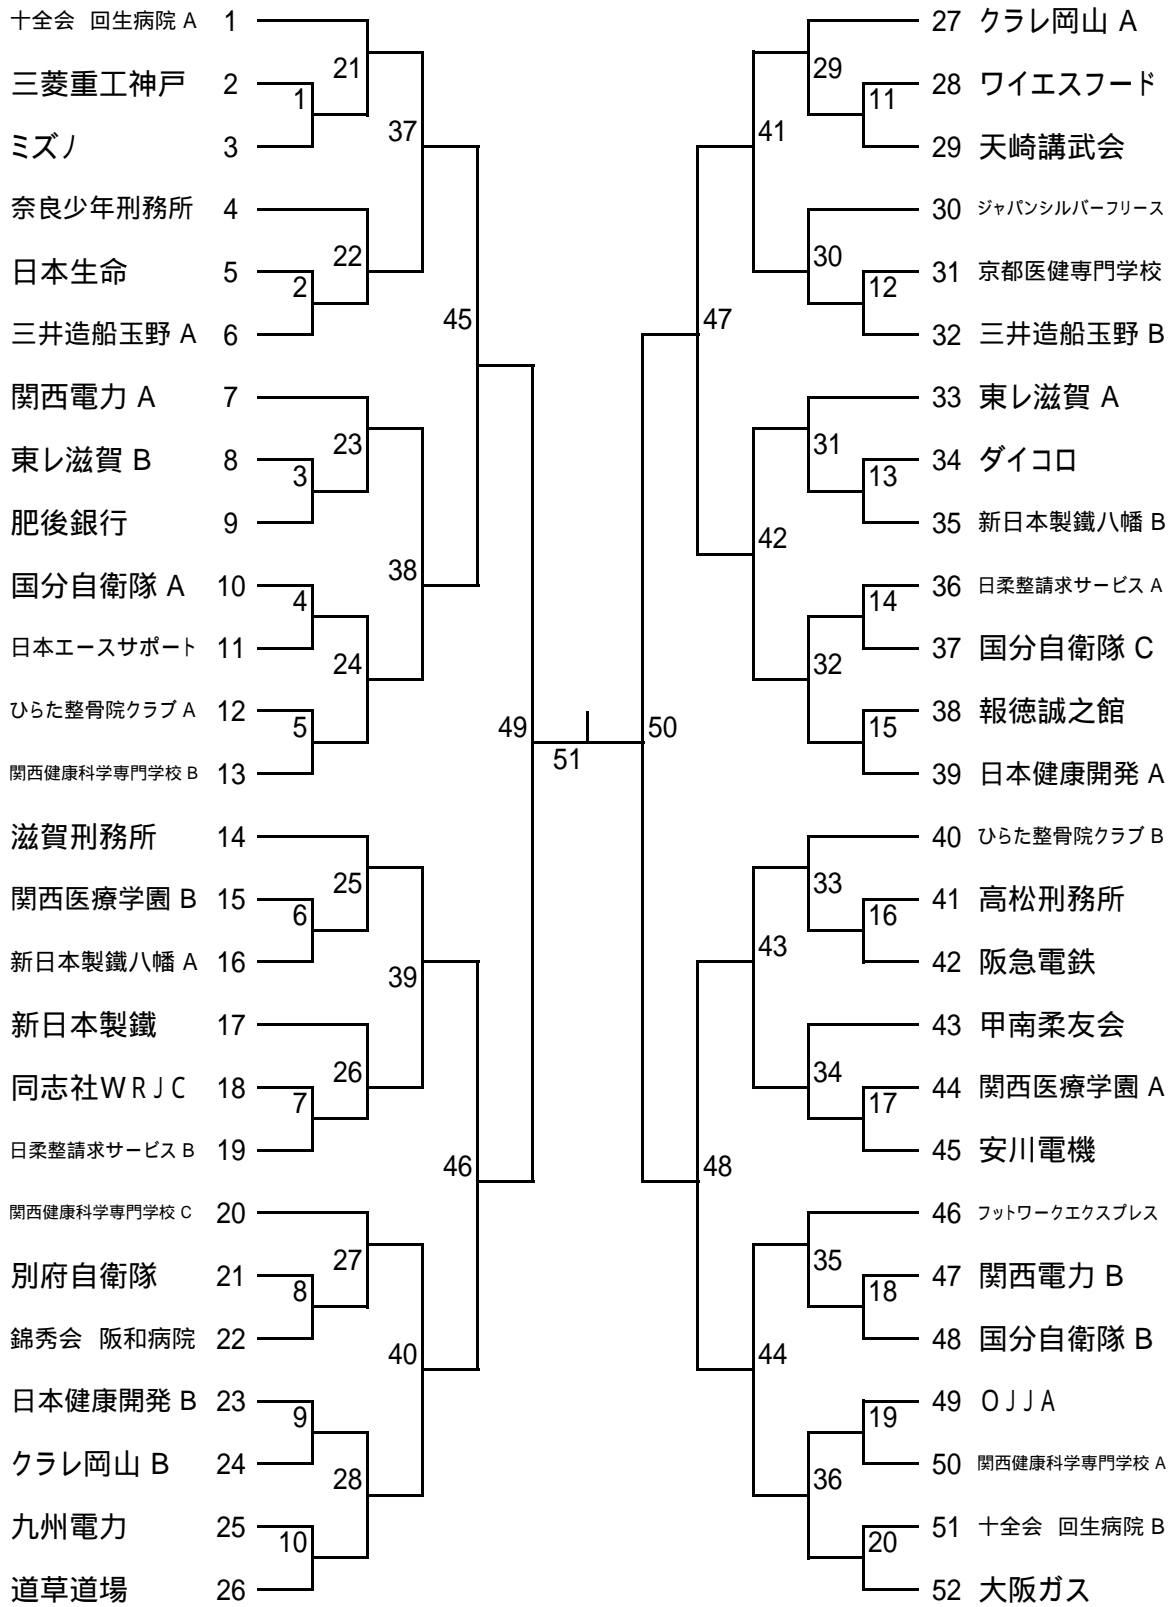 十全会 回生病院 A 1
三菱重工神戸 2
ミズノ 3
奈良少年刑務所 4
日本生命 5
三井造船玉野 A 6
関西電力 A 7
東レ滋賀 B 8
肥後銀行 9
国分自衛隊 A 10
日本エースサポート 11
ひらた整骨院クラブ A 12
関西健康科学専門学校 B 13
滋賀刑務所 14
関西医療学園 B 15
新日本製鐵八幡 A 16
新日本製鐵 17
同志社WRJC 18
日柔整請求サービス B 19
関西健康科学専門学校 C 20
別府自衛隊 21
錦秀会 阪和病院 22
日本健康開発 B 23
クラレ岡山 B 24
九州電力 25
道草道場 26
1
2
3
4
5
6
7
8
9
10
21
22
23
24
25
26
27
28
37
38
39
40
45
46
49
51
50
47
48
41
42
43
44
29
30
31
32
33
34
35
36
11
12
13
14
15
16
17
18
19
20
27 クラレ岡山 A
28 ワイエスフード
29 天崎講武会
30 ジャパンシルバーフリース
31 京都医健専門学校
32 三井造船玉野 B
33 東レ滋賀 A
34 ダイコロ
35 新日本製鐵八幡 B
36 日柔整請求サービス A
37 国分自衛隊 C
38 報徳誠之館
39 日本健康開発 A
40 ひらた整骨院クラブ B
41 高松刑務所
42 阪急電鉄
43 甲南柔友会
44 関西医療学園 A
45 安川電機
46 フットワークエクスプレス
47 関西電力 B
48 国分自衛隊 B
49 OJJA
50 関西健康科学専門学校 A
51 十全会 回生病院 B
52 大阪ガス